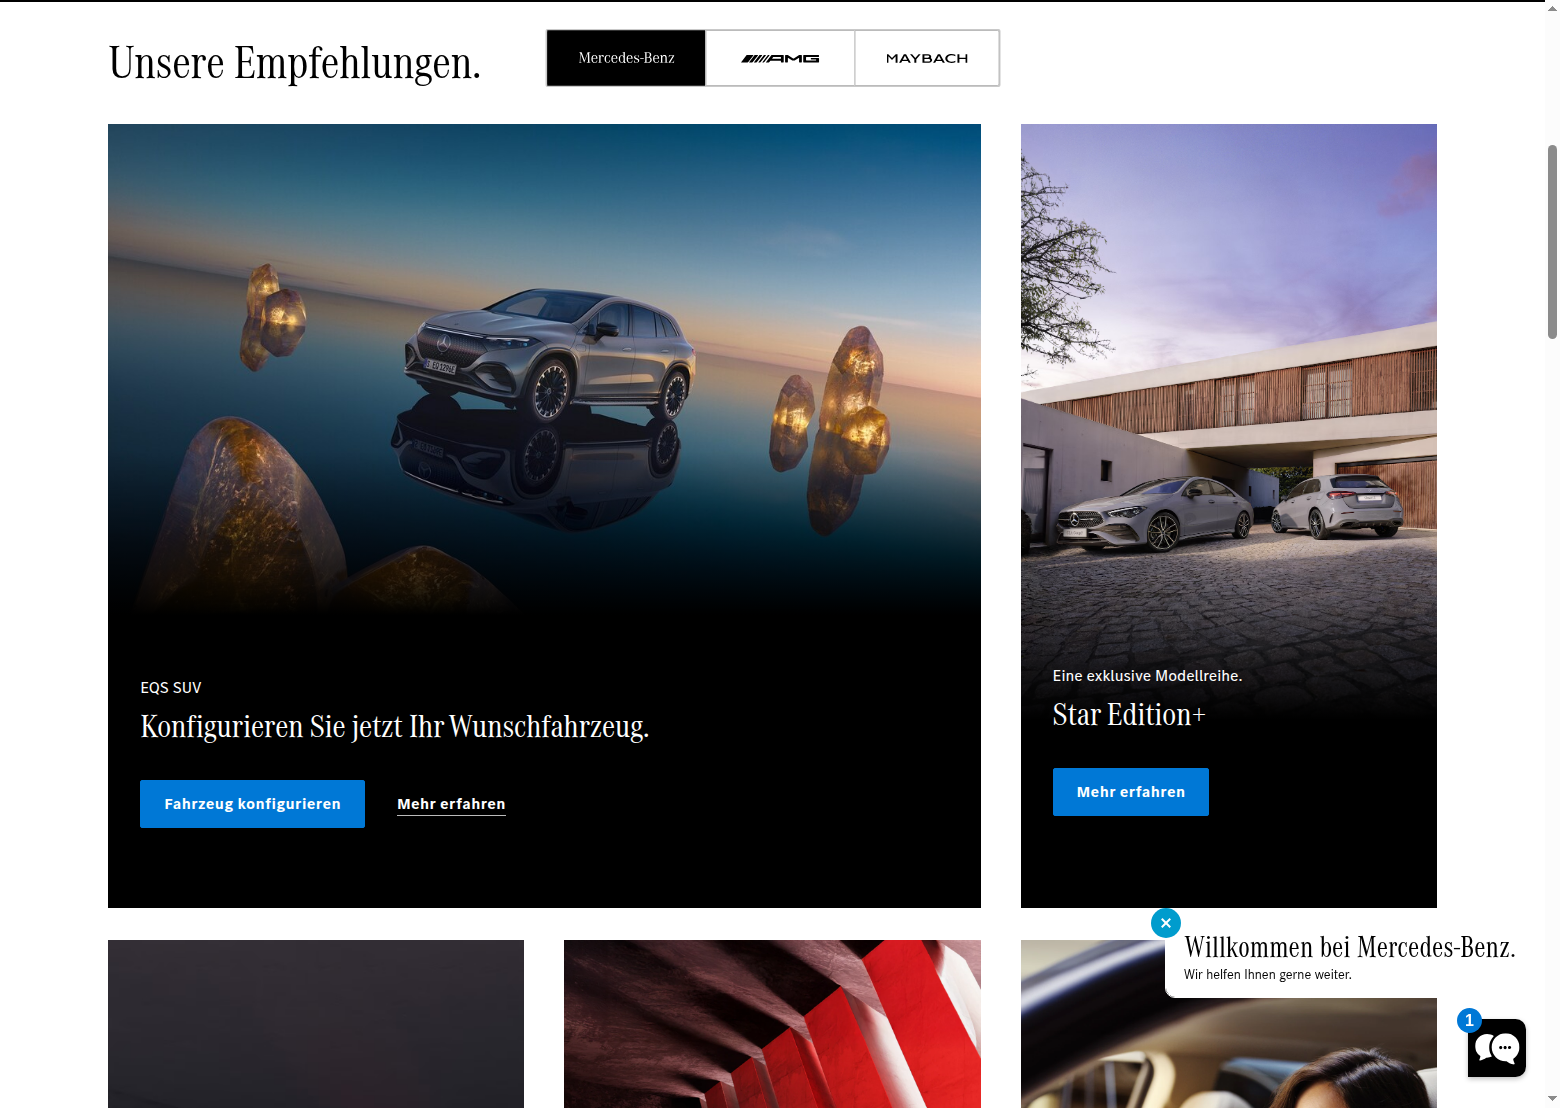 Unsere Empfehlungen.
Mercedes-Benz
AMG
MAYBACH
EQS SUV
Konfigurieren Sie jetzt Ihr Wunschfahrzeug.
Fahrzeug konfigurieren
Mehr erfahren
Eine exklusive Modellreihe.
Star Edition+
Mehr erfahren
Willkommen bei Mercedes-Benz.
Wir helfen Ihnen gerne weiter.
1